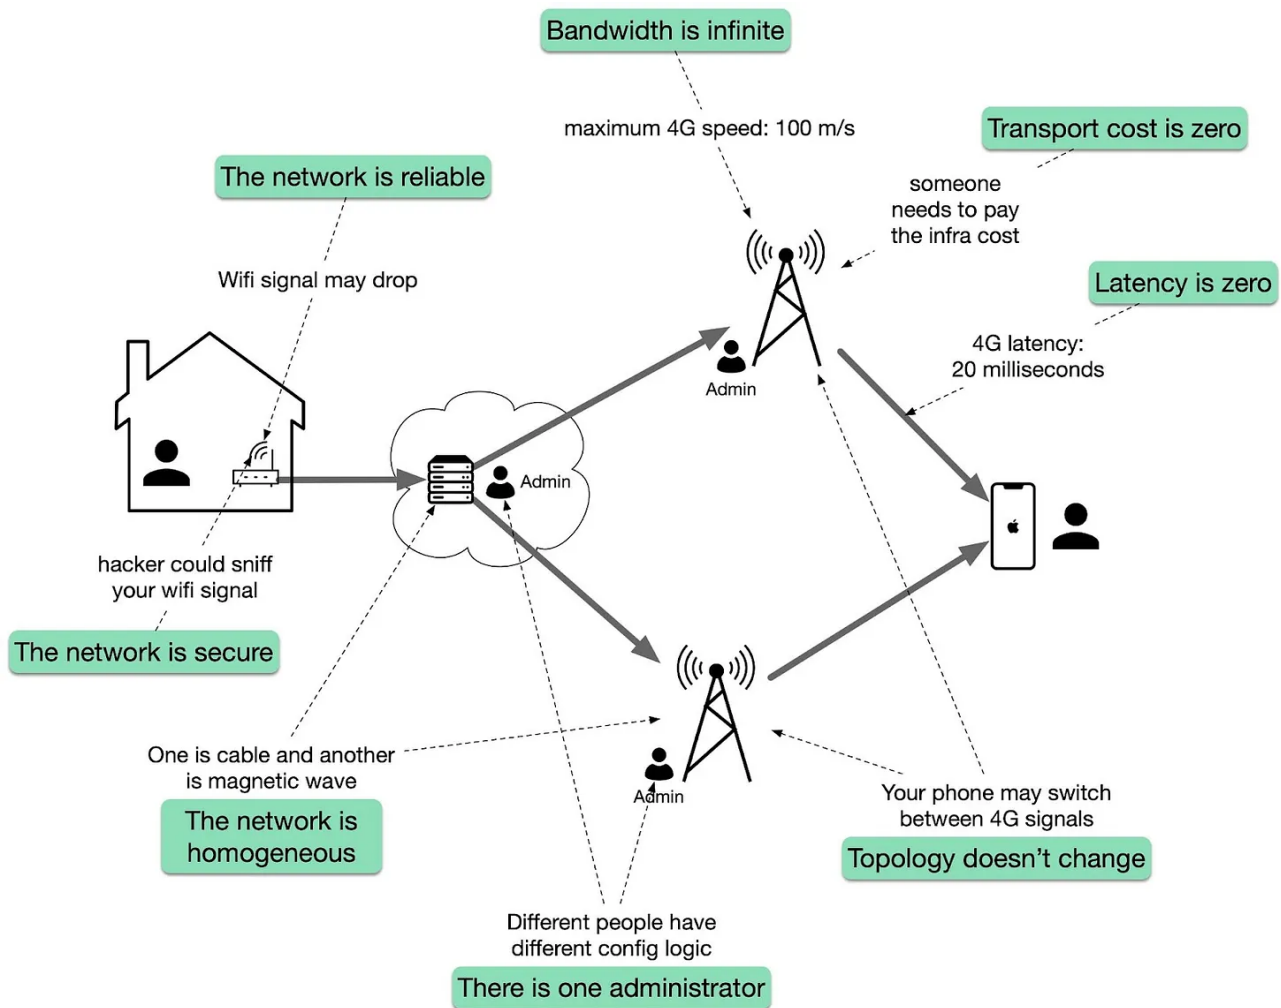 Bandwidth is infinite
maximum 4G speed: 100 m/s
Transport cost is zero
someone
needs to pay
the infra cost
The network is reliable
Wifi signal may drop
Latency is zero
4G latency:
20 milliseconds
Admin
Admin
hacker could sniff
your wifi signal
The network is secure
One is cable and another
is magnetic wave
The network is
homogeneous
Admin
Your phone may switch
between 4G signals
Topology doesn’t change
Different people have
different config logic
There is one administrator